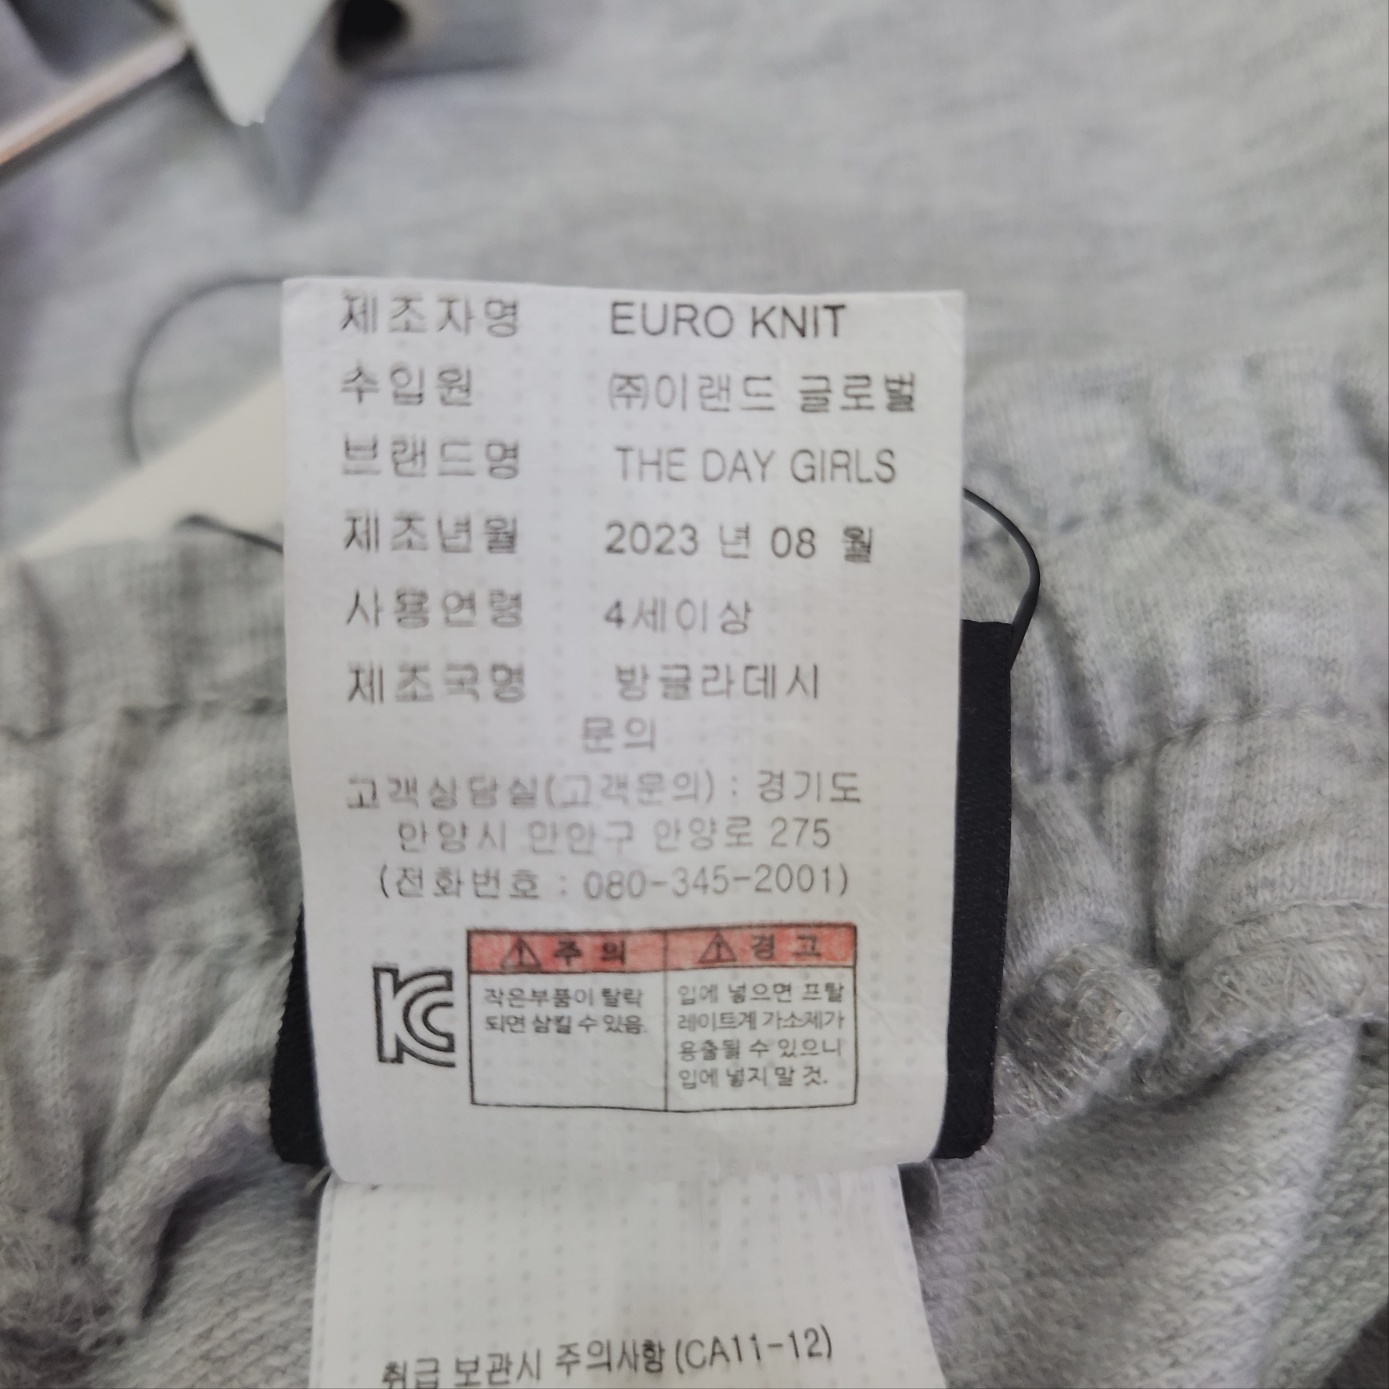 제조자명 EURO KNIT
수입원 ㈜이랜드 글로벌
브랜드명 THE DAY GIRLS
제조년월 2023 년 08 월
사용연령 4세이상
제조국명 방글라데시
문의
고객상담실(고객문의) : 경기도
안양시 만안구 안양로 275
(전화번호 : 080-345-2001)
KC
주 의
작은부품이 탈락
되면 삼킬 수 있음.
경 고
입에 넣으면 프탈
레이트계 가소제가
용출될 수 있으니
입에 넣지 말 것.
취급 보관시 주의사항 (CA11-12)